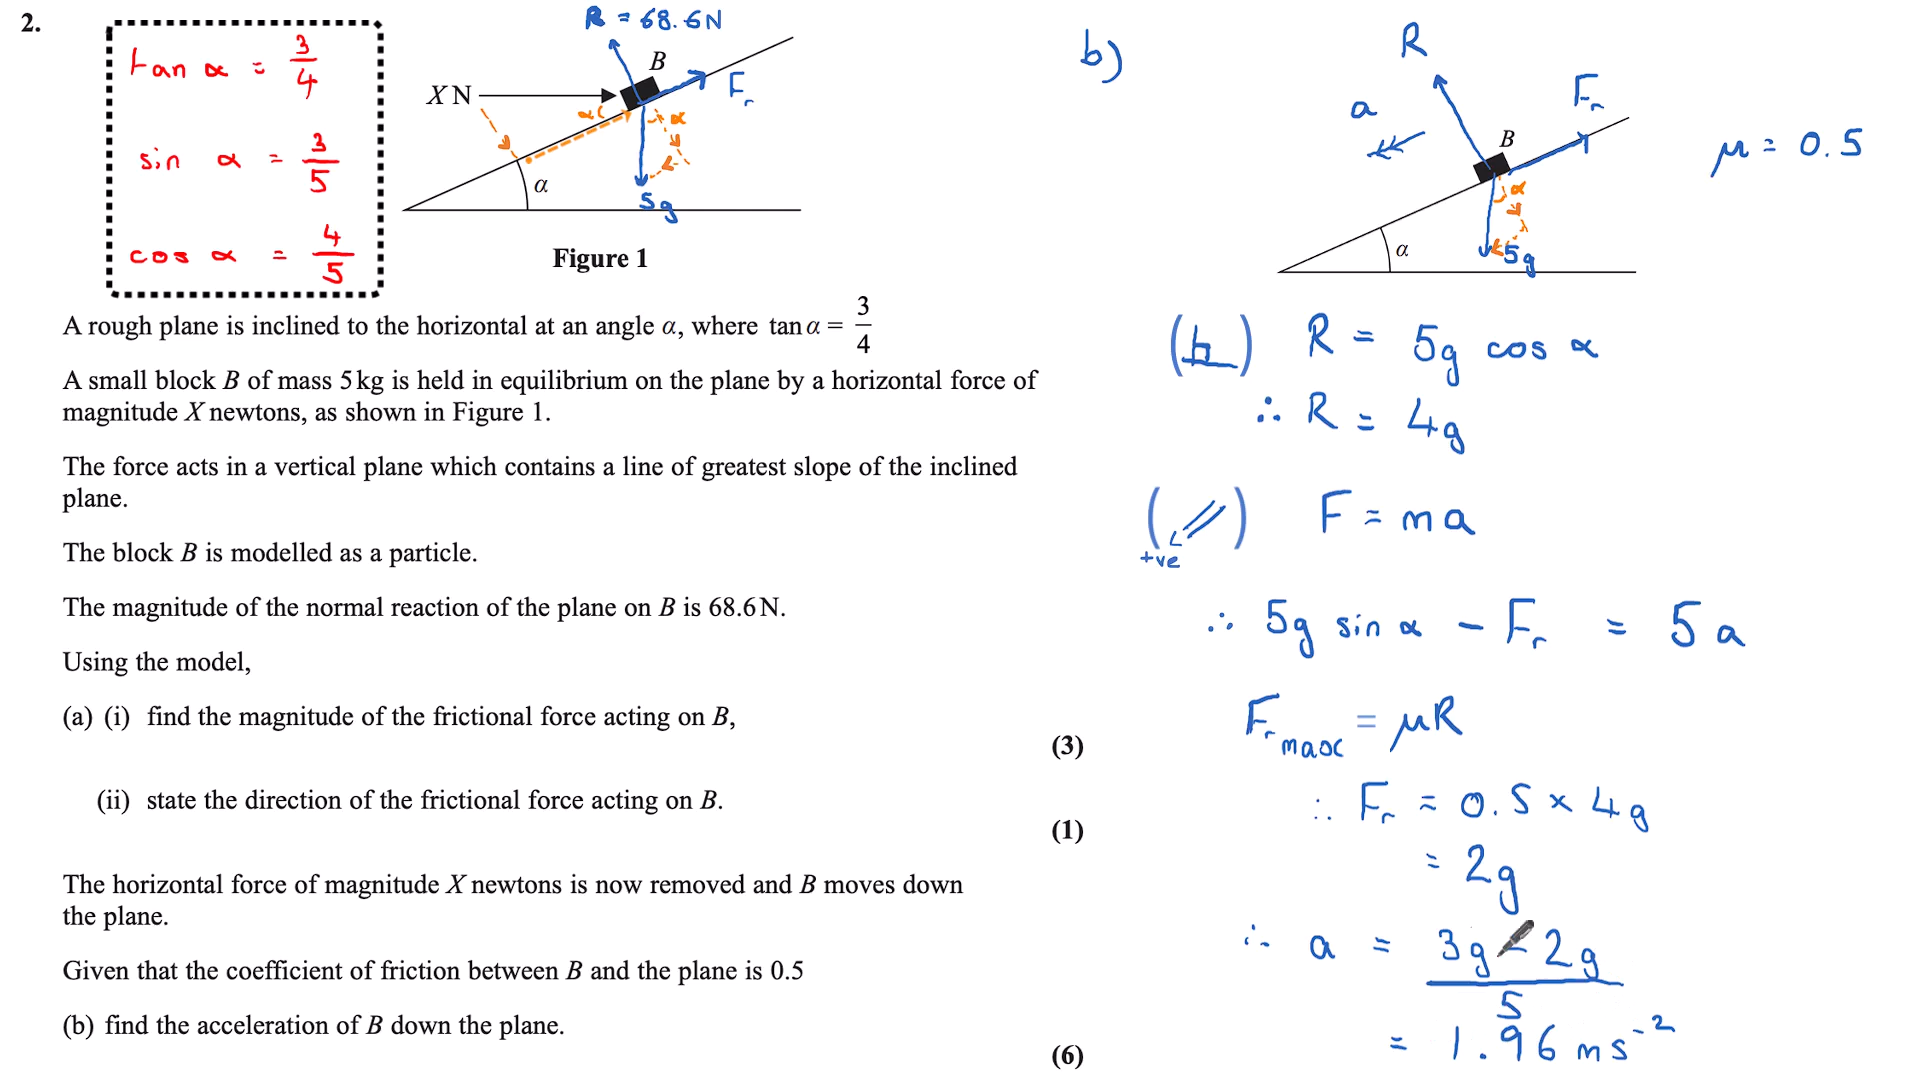 2.
tan α = 3/4
sin α = 3/5
cos α = 4/5
R = 68.6N
B
Fr
X N
α
α
α
5g
Figure 1
A rough plane is inclined to the horizontal at an angle α, where tan α = 3/4
A small block B of mass 5 kg is held in equilibrium on the plane by a horizontal force of
magnitude X newtons, as shown in Figure 1.
The force acts in a vertical plane which contains a line of greatest slope of the inclined
plane.
The block B is modelled as a particle.
The magnitude of the normal reaction of the plane on B is 68.6 N.
Using the model,
(a) (i) find the magnitude of the frictional force acting on B,
(3)
(ii) state the direction of the frictional force acting on B.
(1)
The horizontal force of magnitude X newtons is now removed and B moves down
the plane.
Given that the coefficient of friction between B and the plane is 0.5
(b) find the acceleration of B down the plane.
(6)
b)
R
a
Fr
B
μ = 0.5
α
α
5g
R = 5g cos α
∴ R = 4g
+ve
F = ma
∴ 5g sin α − Fr = 5a
Fr max = μR
∴ Fr = 0.5 × 4g
= 2g
∴ a = (3g − 2g)/5
= 1.96 ms⁻²